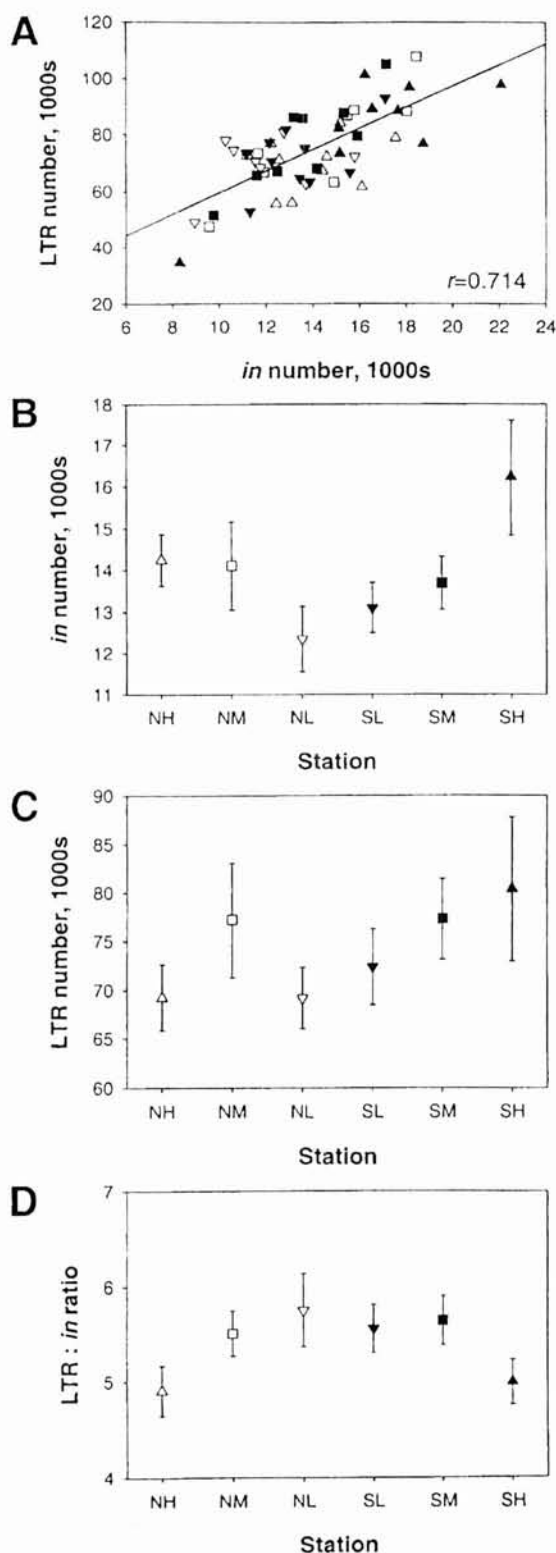 A
LTR number, 1000s
120
100
80
60
40
20
r=0.714
6 8 10 12 14 16 18 20 22 24
in number, 1000s
B
in number, 1000s
18
17
16
15
14
13
12
11
NH NM NL SL SM SH
Station
C
LTR number, 1000s
90
85
80
75
70
65
60
NH NM NL SL SM SH
Station
D
LTR : in ratio
7
6
5
4
NH NM NL SL SM SH
Station